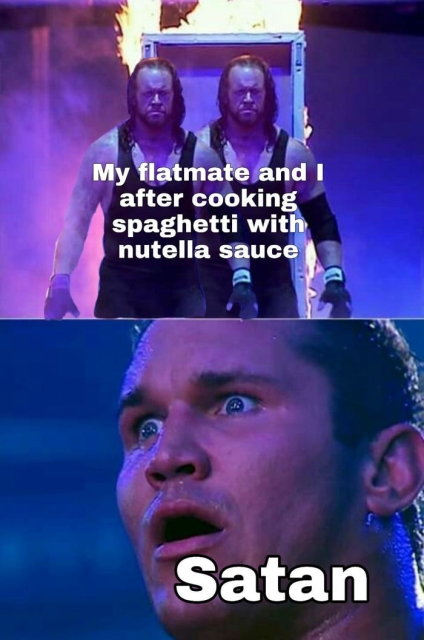 My flatmate and I
after cooking
spaghetti with
nutella sauce
Satan